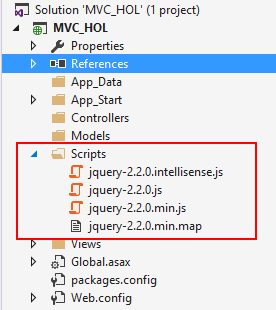 Solution 'MVC_HOL' (1 project)
MVC_HOL
Properties
References
App_Data
App_Start
Controllers
Models
Scripts
jquery-2.2.0.intellisense.js
jquery-2.2.0.js
jquery-2.2.0.min.js
jquery-2.2.0.min.map
Views
Global.asax
packages.config
Web.config